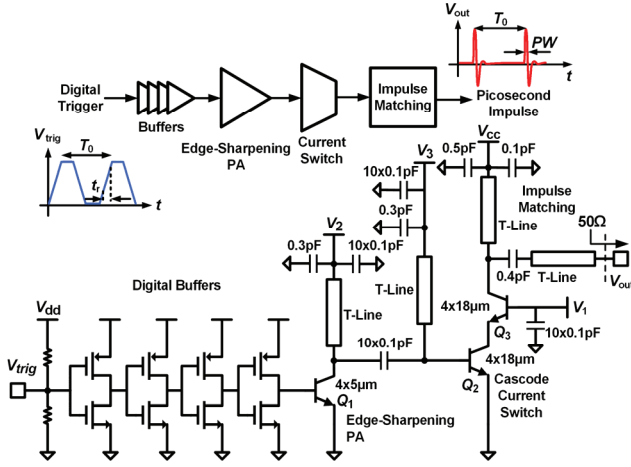 Vout
T0
PW
t
Digital
Trigger
Buffers
Edge-Sharpening
PA
Current
Switch
Impulse
Matching
Picosecond
Impulse
Vtrig
T0
tr
t
V3
10x0.1pF
0.3pF
T-Line
Vcc
0.5pF
0.1pF
T-Line
Impulse
Matching
50Ω
0.4pF
T-Line
Vout
V2
0.3pF
10x0.1pF
T-Line
Digital Buffers
Vdd
Vtrig
10x0.1pF
4x5µm
Q1
Edge-Sharpening
PA
4x18µm
Q3
V1
10x0.1pF
4x18µm
Q2
Cascode
Current
Switch